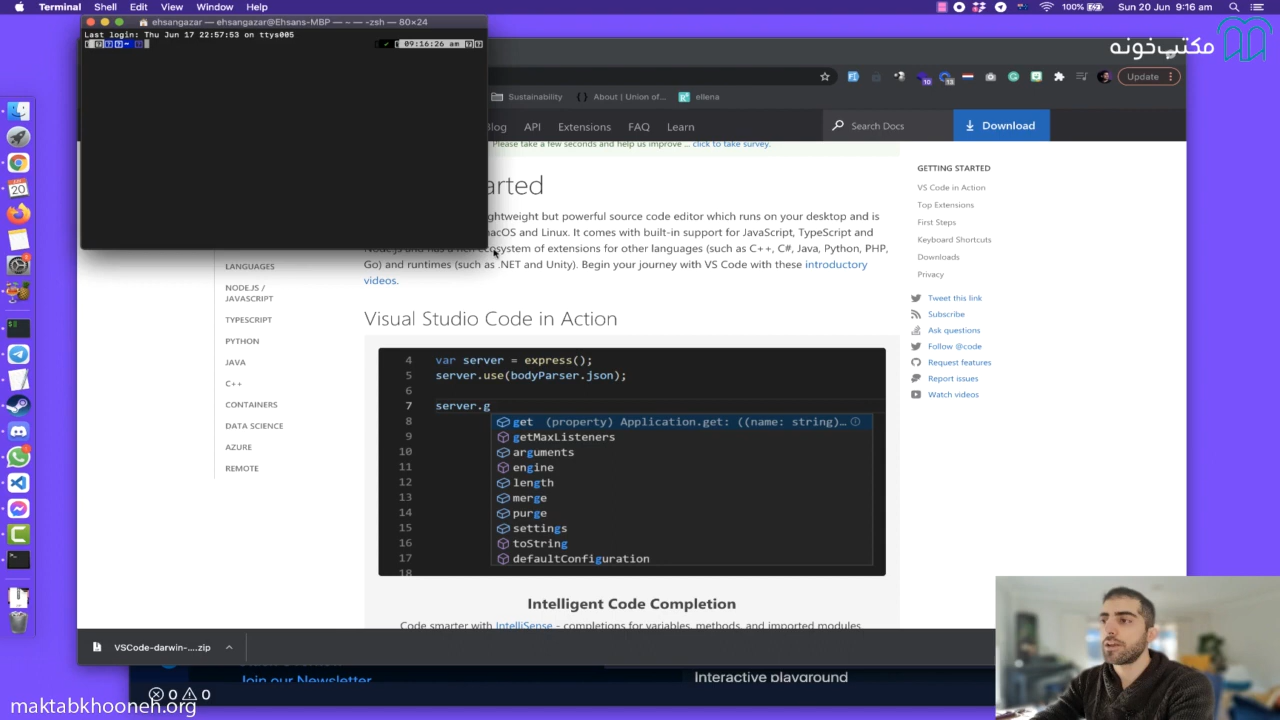 Terminal Shell Edit View Window Help
100% Sun 20 Jun 9:16 am
ehsangazar — ehsangazar@Ehsans-MBP — ~ — -zsh — 80×24
Last login: Thu Jun 17 22:57:53 on ttys005
09:16:26 am
مکتب‌خونه
Update
Sustainability
About | Union of...
ellena
log API Extensions FAQ Learn
Search Docs
Download
Please take a few seconds and help us improve ... click to take survey.
arted
ghtweight but powerful source code editor which runs on your desktop and is
macOS and Linux. It comes with built-in support for JavaScript, TypeScript and
Node.js and has a rich ecosystem of extensions for other languages (such as C++, C#, Java, Python, PHP,
Go) and runtimes (such as .NET and Unity). Begin your journey with VS Code with these introductory
videos.
LANGUAGES
NODE.JS /
JAVASCRIPT
TYPESCRIPT
PYTHON
JAVA
C++
CONTAINERS
DATA SCIENCE
AZURE
REMOTE
Visual Studio Code in Action
4 var server = express();
5 server.use(bodyParser.json);
6
7 server.g
8 get (property) Application.get: ((name: string)...
9 getMaxListeners
10 arguments
11 engine
12 length
13 merge
14 purge
15 settings
16 toString
17 defaultConfiguration
18
Intelligent Code Completion
Code smarter with IntelliSense - completions for variables, methods, and imported modules.
GETTING STARTED
VS Code in Action
Top Extensions
First Steps
Keyboard Shortcuts
Downloads
Privacy
Tweet this link
Subscribe
Ask questions
Follow @code
Request features
Report issues
Watch videos
VSCode-darwin-....zip
Join our Newsletter
Interactive playground
0 0
maktabkhooneh.org